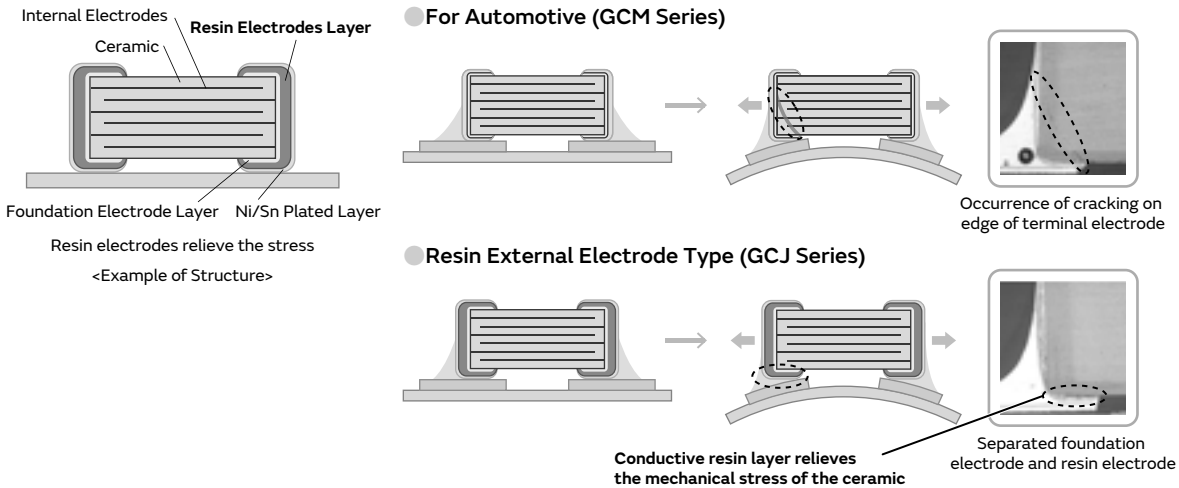 Internal Electrodes
Resin Electrodes Layer
Ceramic
Foundation Electrode Layer
Ni/Sn Plated Layer
Resin electrodes relieve the stress
<Example of Structure>
For Automotive (GCM Series)
Occurrence of cracking on
edge of terminal electrode
Resin External Electrode Type (GCJ Series)
Conductive resin layer relieves
the mechanical stress of the ceramic
Separated foundation
electrode and resin electrode